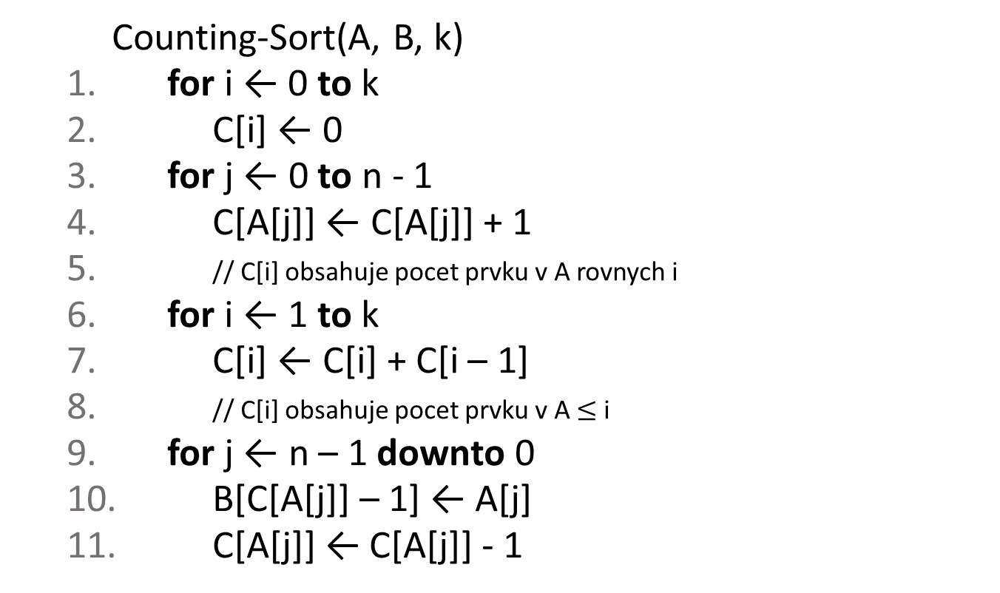 Counting-Sort(A, B, k)
1. for i ← 0 to k
2. C[i] ← 0
3. for j ← 0 to n - 1
4. C[A[j]] ← C[A[j]] + 1
5. // C[i] obsahuje pocet prvku v A rovnych i
6. for i ← 1 to k
7. C[i] ← C[i] + C[i – 1]
8. // C[i] obsahuje pocet prvku v A ≤ i
9. for j ← n – 1 downto 0
10. B[C[A[j]] – 1] ← A[j]
11. C[A[j]] ← C[A[j]] - 1